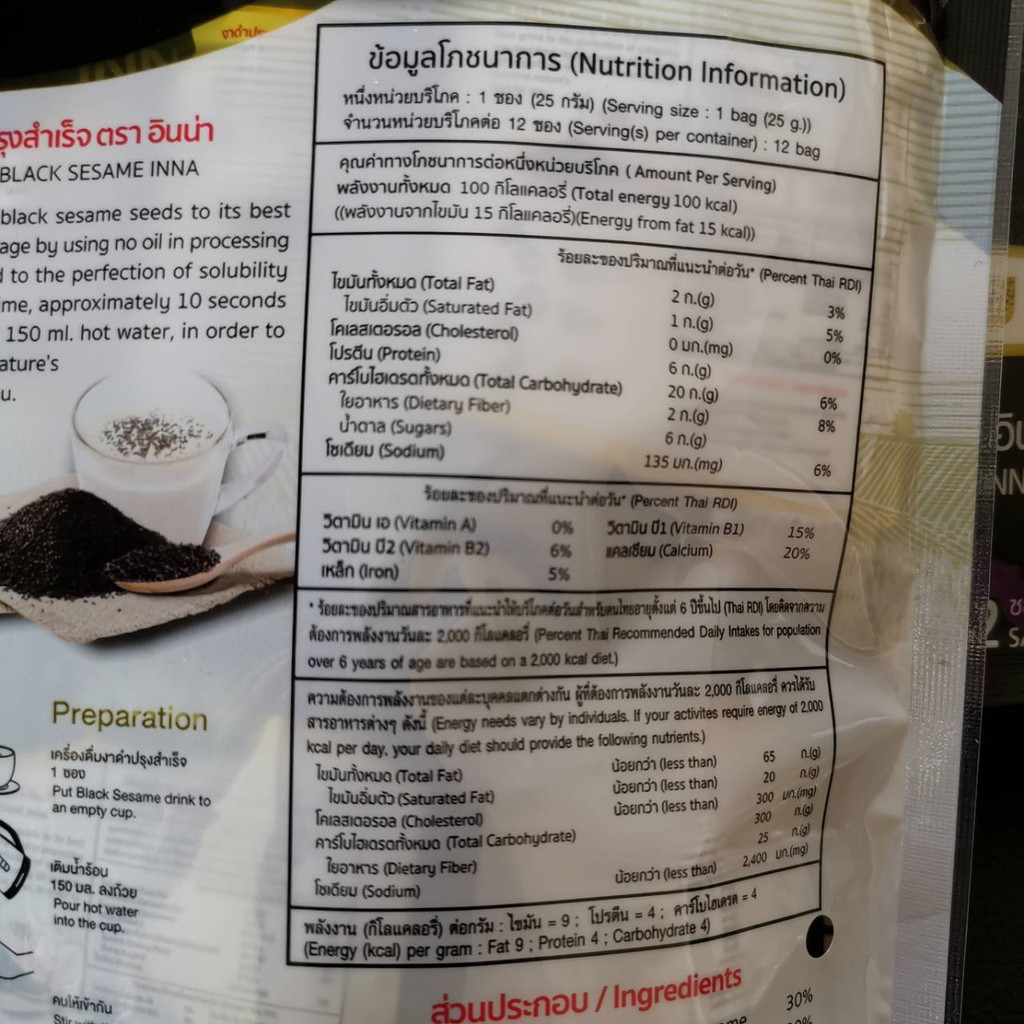 งาดำปรุ
รุงสำเร็จ ตรา อินน่า
BLACK SESAME INNA
black sesame seeds to its best
age by using no oil in processing
d to the perfection of solubility
me, approximately 10 seconds
150 ml. hot water, in order to
ature's
u.
ข้อมูลโภชนาการ (Nutrition Information)
หนึ่งหน่วยบริโภค : 1 ซอง (25 กรัม) (Serving size : 1 bag (25 g.))
จำนวนหน่วยบริโภคต่อ 12 ซอง (Serving(s) per container) : 12 bag
คุณค่าทางโภชนาการต่อหนึ่งหน่วยบริโภค ( Amount Per Serving)
พลังงานทั้งหมด 100 กิโลแคลอรี่ (Total energy 100 kcal)
((พลังงานจากไขมัน 15 กิโลแคลอรี่)(Energy from fat 15 kcal))
ร้อยละของปริมาณที่แนะนำต่อวัน* (Percent Thai RDI)
ไขมันทั้งหมด (Total Fat) 2 ก.(g) 3%
ไขมันอิ่มตัว (Saturated Fat) 1 ก.(g) 5%
โคเลสเตอรอล (Cholesterol) 0 มก.(mg) 0%
โปรตีน (Protein) 6 ก.(g)
คาร์โบไฮเดรตทั้งหมด (Total Carbohydrate) 20 ก.(g) 6%
ใยอาหาร (Dietary Fiber) 2 ก.(g) 8%
น้ำตาล (Sugars) 6 ก.(g)
โซเดียม (Sodium) 135 มก.(mg) 6%
ร้อยละของปริมาณที่แนะนำต่อวัน* (Percent Thai RDI)
วิตามิน เอ (Vitamin A) 0% วิตามิน บี1 (Vitamin B1) 15%
วิตามิน บี2 (Vitamin B2) 6% แคลเซียม (Calcium) 20%
เหล็ก (Iron) 5%
* ร้อยละของปริมาณสารอาหารที่แนะนำให้บริโภคต่อวันสำหรับคนไทยอายุตั้งแต่ 6 ปีขึ้นไป (Thai RDI) โดยคิดจากความ
ต้องการพลังงานวันละ 2,000 กิโลแคลอรี่ (Percent Thai Recommended Daily Intakes for population
over 6 years of age are based on a 2,000 kcal diet.)
ความต้องการพลังงานของแต่ละบุคคลแตกต่างกัน ผู้ที่ต้องการพลังงานวันละ 2,000 กิโลแคลอรี่ ควรได้รับ
สารอาหารต่างๆ ดังนี้ (Energy needs vary by individuals. If your activites require energy of 2,000
kcal per day, your daily diet should provide the following nutrients.)
ไขมันทั้งหมด (Total Fat) น้อยกว่า (less than) 65 ก.(g)
ไขมันอิ่มตัว (Saturated Fat) น้อยกว่า (less than) 20 ก.(g)
โคเลสเตอรอล (Cholesterol) น้อยกว่า (less than) 300 มก.(mg)
คาร์โบไฮเดรตทั้งหมด (Total Carbohydrate) 300 ก.(g)
ใยอาหาร (Dietary Fiber) 25 ก.(g)
โซเดียม (Sodium) น้อยกว่า (less than) 2,400 มก.(mg)
พลังงาน (กิโลแคลอรี่) ต่อกรัม : ไขมัน = 9 ; โปรตีน = 4 ; คาร์โบไฮเดรต = 4
(Energy (kcal) per gram : Fat 9 ; Protein 4 ; Carbohydrate 4)
Preparation
เครื่องดื่มงาดำปรุงสำเร็จ
1 ซอง
Put Black Sesame drink to
an empty cup.
เติมน้ำร้อน
150 มล. ลงถ้วย
Pour hot water
into the cup.
คนให้เข้ากัน
ส่วนประกอบ / Ingredients
30%